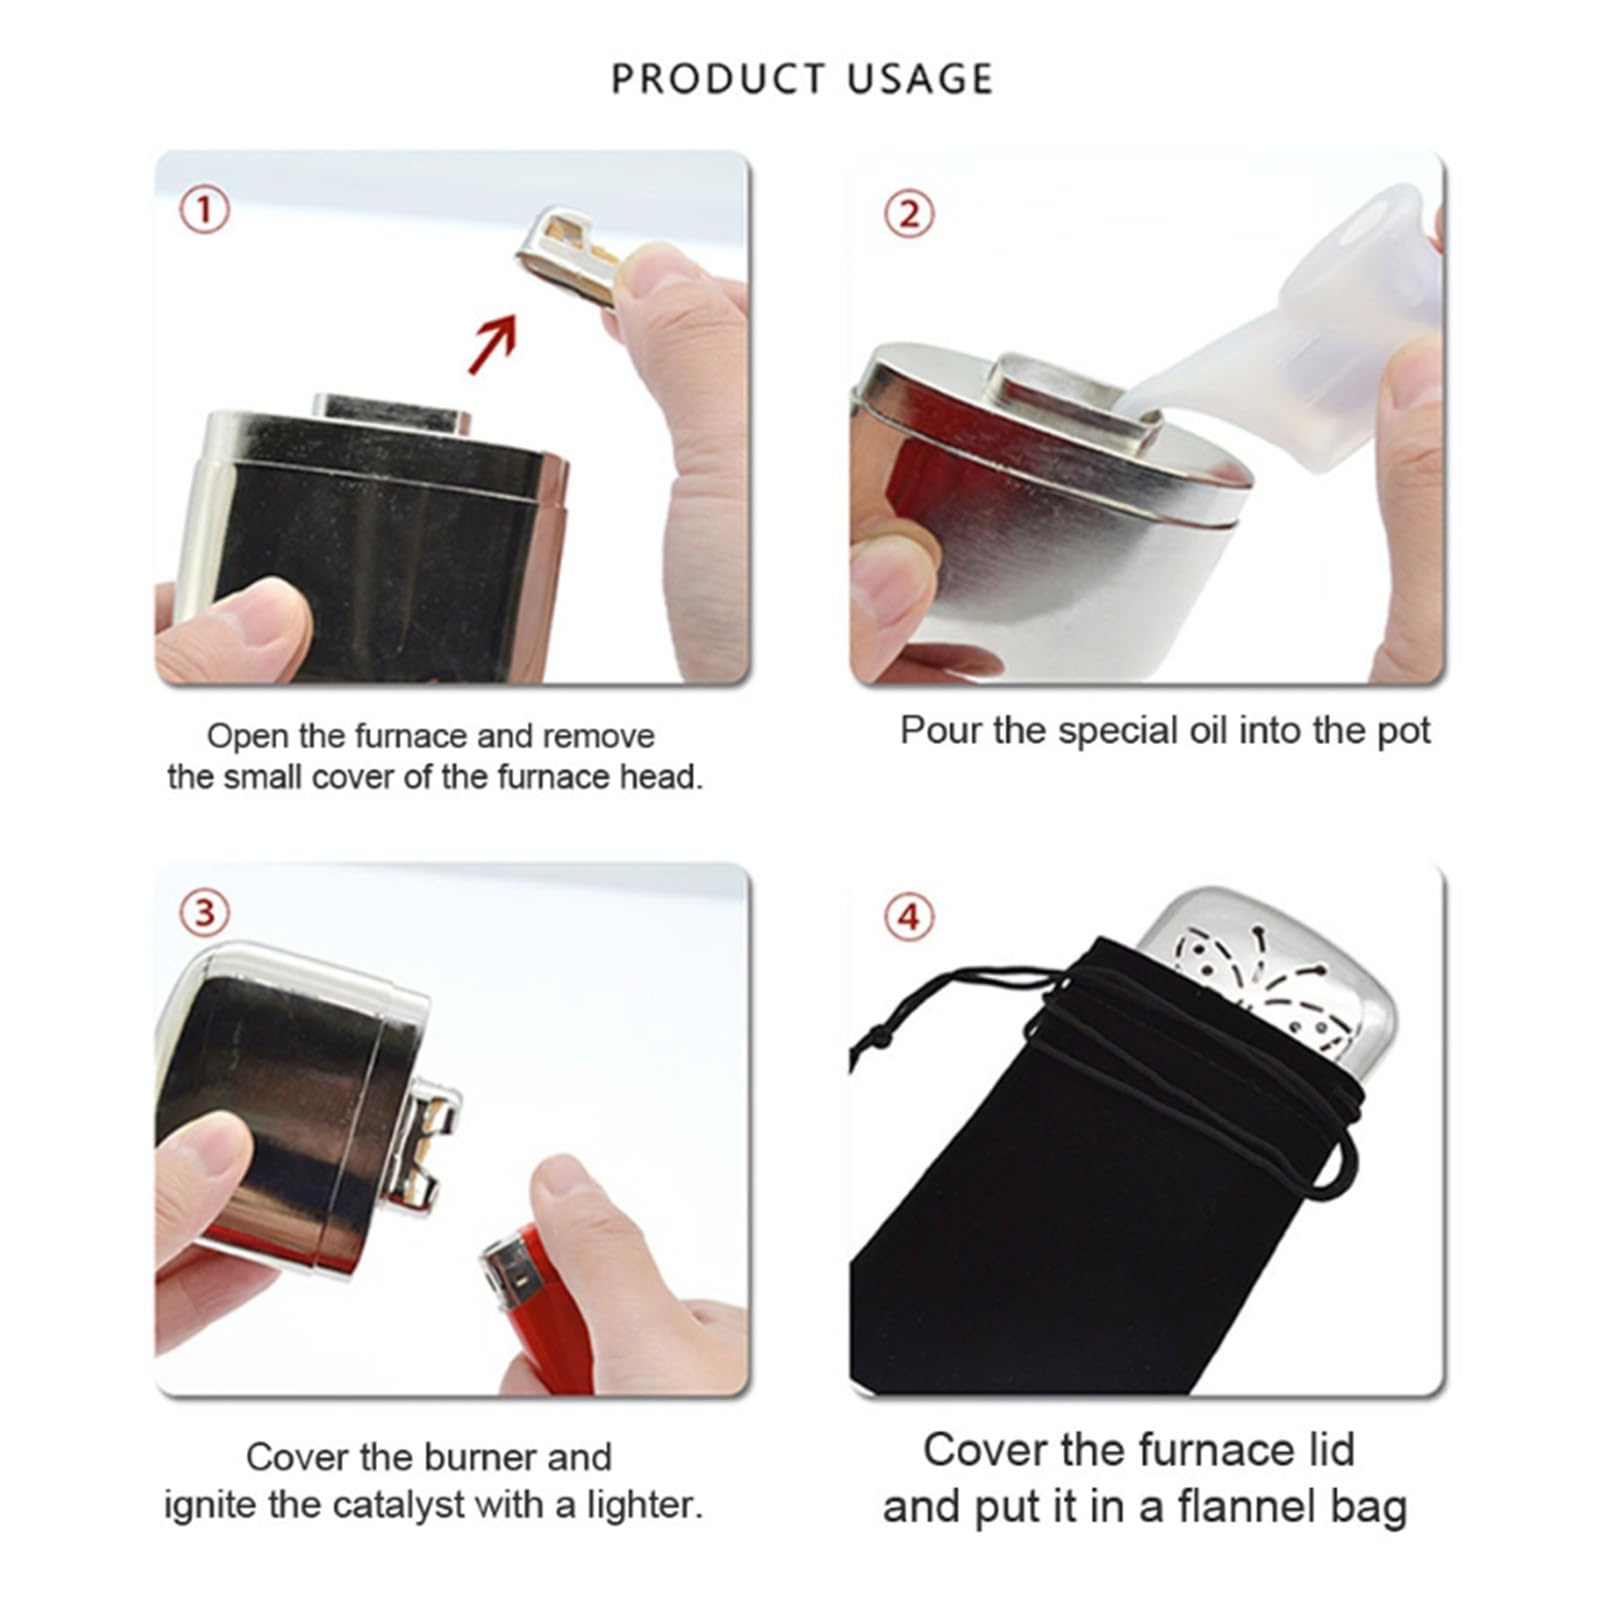 PRODUCT USAGE
1
2
Open the furnace and remove
the small cover of the furnace head.
Pour the special oil into the pot
3
4
Cover the burner and
ignite the catalyst with a lighter.
Cover the furnace lid
and put it in a flannel bag